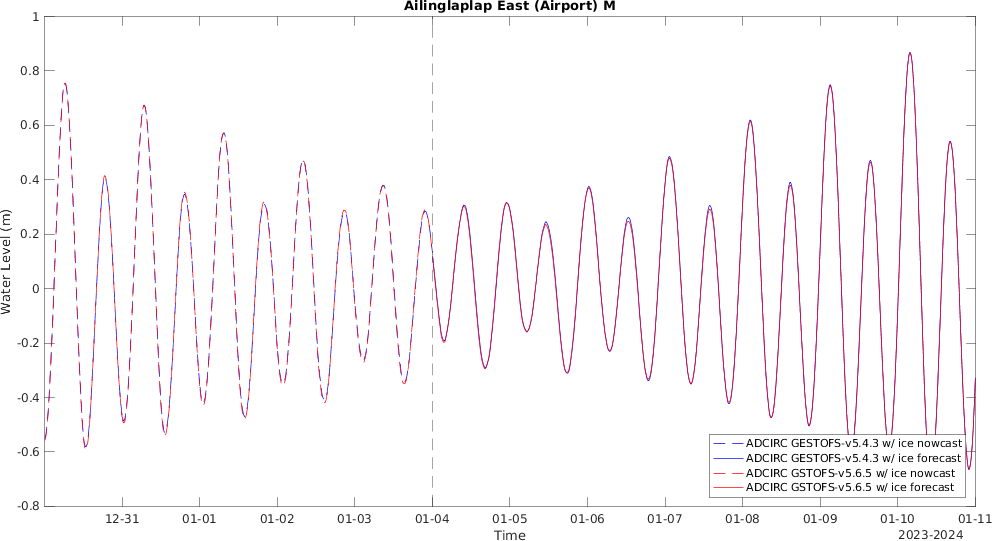 Ailinglaplap East (Airport) M
Water Level (m)
1
0.8
0.6
0.4
0.2
0
-0.2
-0.4
-0.6
-0.8
ADCIRC GESTOFS-v5.4.3 w/ ice nowcast
ADCIRC GESTOFS-v5.4.3 w/ ice forecast
ADCIRC GSTOFS-v5.6.5 w/ ice nowcast
ADCIRC GSTOFS-v5.6.5 w/ ice forecast
12-31 01-01 01-02 01-03 01-04 01-05 01-06 01-07 01-08 01-09 01-10 01-11
Time
2023-2024